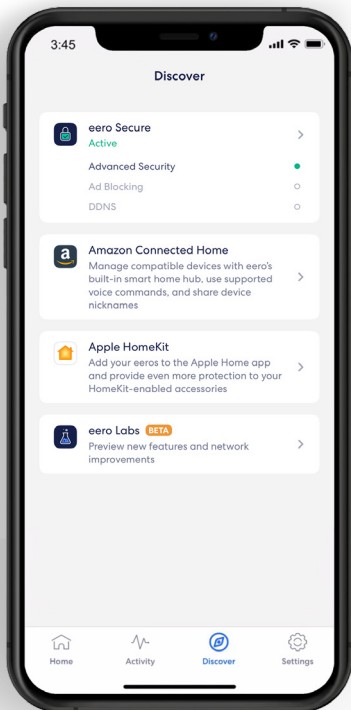 3:45
Discover
eero Secure
Active
Advanced Security
Ad Blocking
DDNS
a
Amazon Connected Home
Manage compatible devices with eero's
built-in smart home hub, use supported
voice commands, and share device
nicknames
Apple HomeKit
Add your eeros to the Apple Home app
and provide even more protection to your
HomeKit-enabled accessories
eero Labs BETA
Preview new features and network
improvements
Home Activity Discover Settings